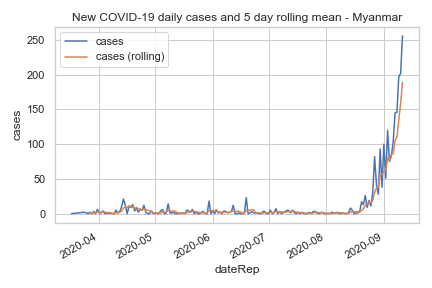 New COVID-19 daily cases and 5 day rolling mean - Myanmar
cases
cases (rolling)
250
200
150
100
50
0
cases
2020-04
2020-05
2020-06
2020-07
2020-08
2020-09
dateRep